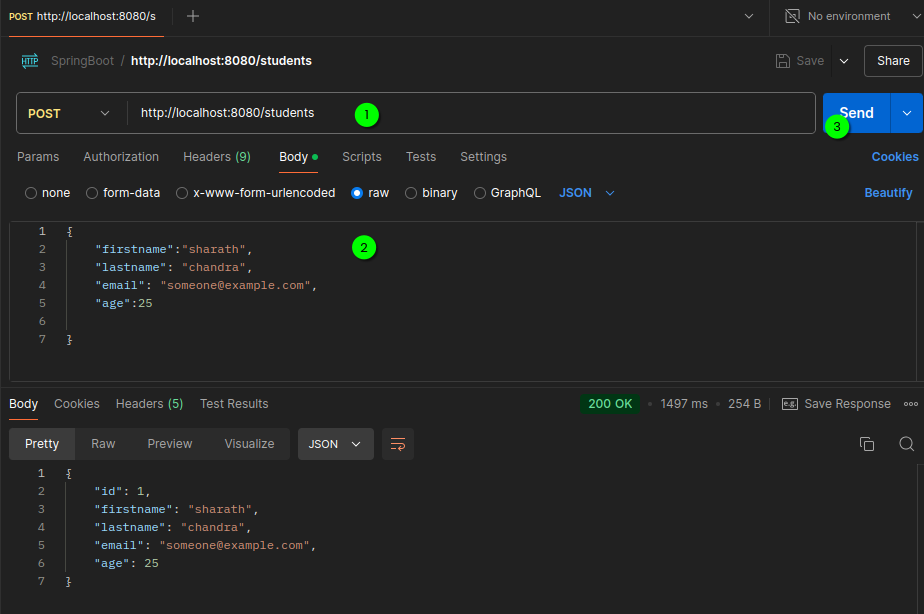 POST http://localhost:8080/s
No environment
HTTP SpringBoot / http://localhost:8080/students
Save
Share
POST http://localhost:8080/students 1
Send
3
Params Authorization Headers (9) Body Scripts Tests Settings Cookies
none form-data x-www-form-urlencoded raw binary GraphQL JSON Beautify
1 {
2 "firstname":"sharath", 2
3 "lastname": "chandra",
4 "email": "someone@example.com",
5 "age":25
6
7 }
Body Cookies Headers (5) Test Results 200 OK • 1497 ms • 254 B e.g. Save Response
Pretty Raw Preview Visualize JSON
1 {
2 "id": 1,
3 "firstname": "sharath",
4 "lastname": "chandra",
5 "email": "someone@example.com",
6 "age": 25
7 }